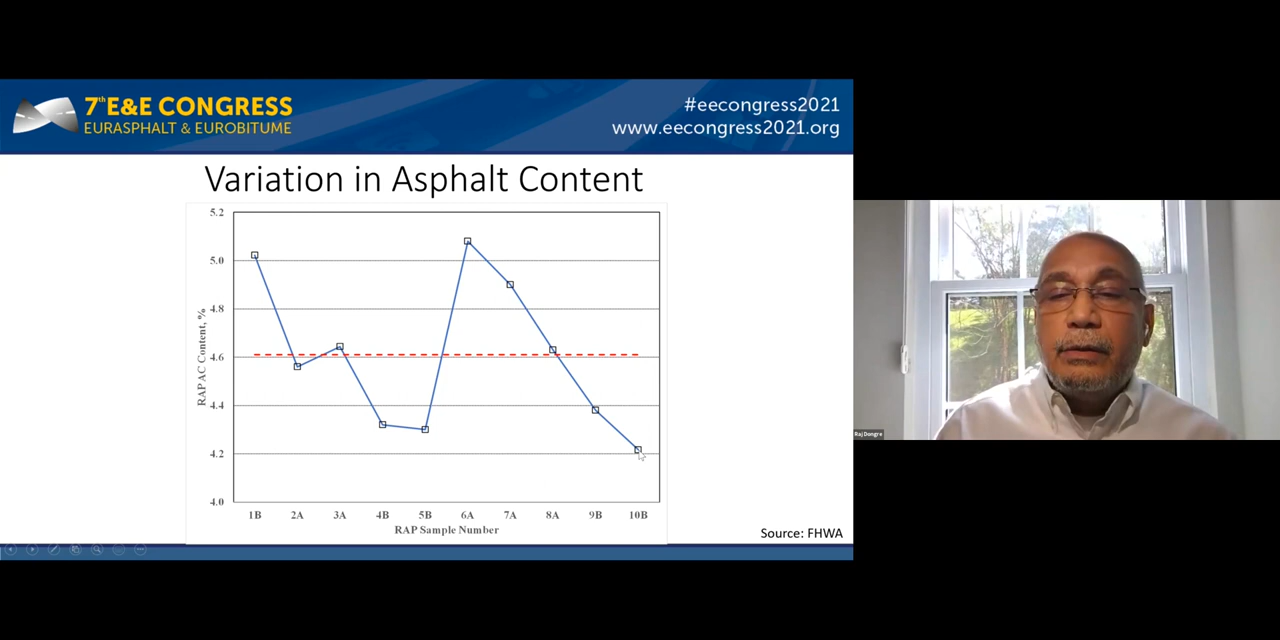 7th E&E CONGRESS
EURASPHALT & EUROBITUME
#eecongress2021
www.eecongress2021.org
Variation in Asphalt Content
5.2
5.0
4.8
4.6
4.4
4.2
4.0
RAP AC Content, %
1B 2A 3A 4B 5B 6A 7A 8A 9B 10B
RAP Sample Number
Source: FHWA
Raj Dongre